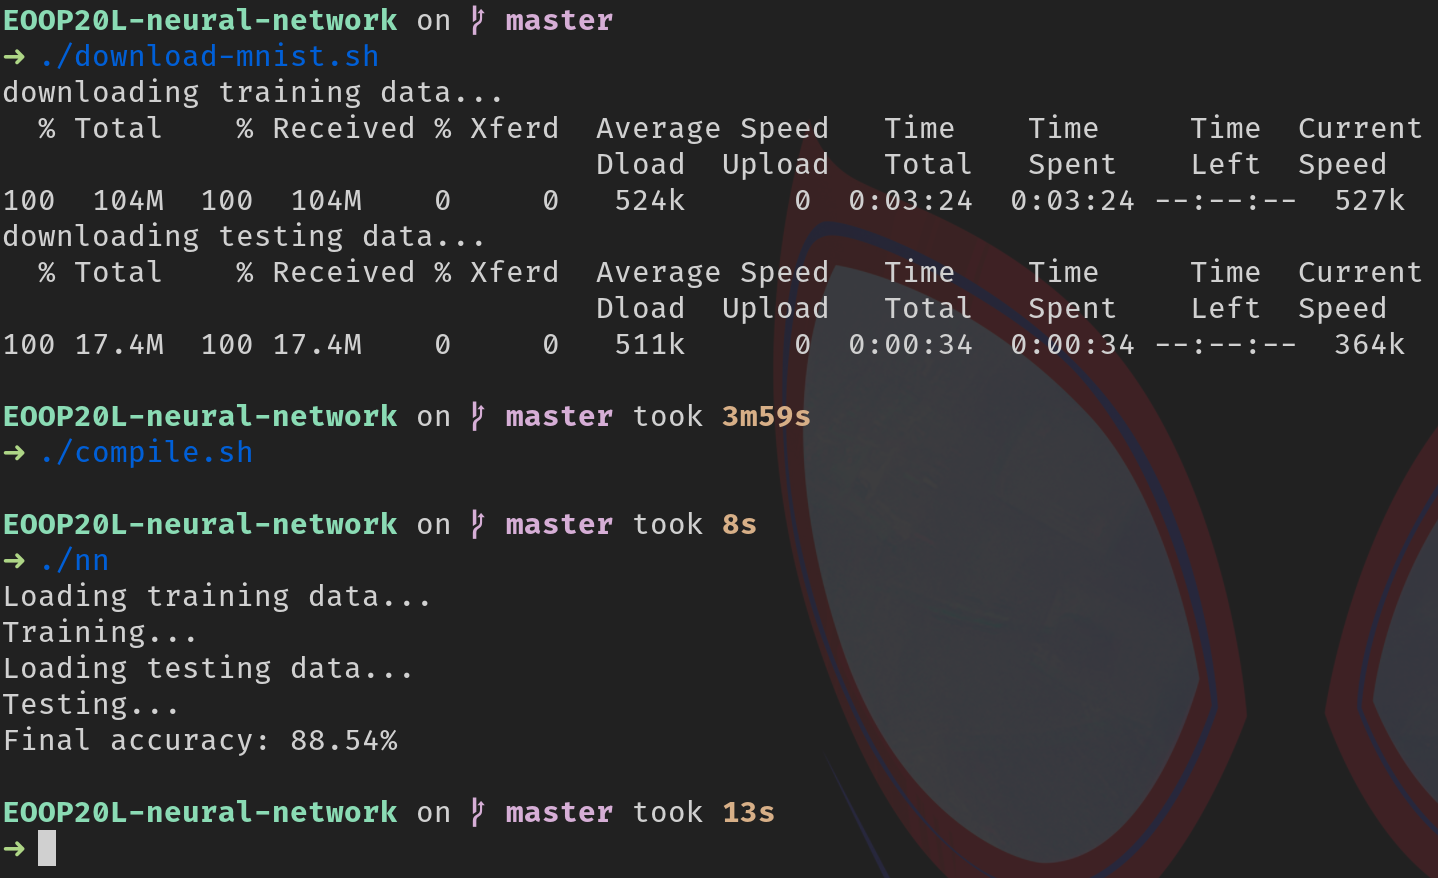 EOOP20L-neural-network on master
➜ ./download-mnist.sh
downloading training data...
  % Total    % Received % Xferd  Average Speed   Time    Time     Time  Current
                                 Dload  Upload   Total   Spent    Left  Speed
100  104M  100  104M    0     0   524k      0  0:03:24  0:03:24 --:--:--  527k
downloading testing data...
  % Total    % Received % Xferd  Average Speed   Time    Time     Time  Current
                                 Dload  Upload   Total   Spent    Left  Speed
100 17.4M  100 17.4M    0     0   511k      0  0:00:34  0:00:34 --:--:--  364k
EOOP20L-neural-network on master took 3m59s
➜ ./compile.sh
EOOP20L-neural-network on master took 8s
➜ ./nn
Loading training data...
Training...
Loading testing data...
Testing...
Final accuracy: 88.54%
EOOP20L-neural-network on master took 13s
➜